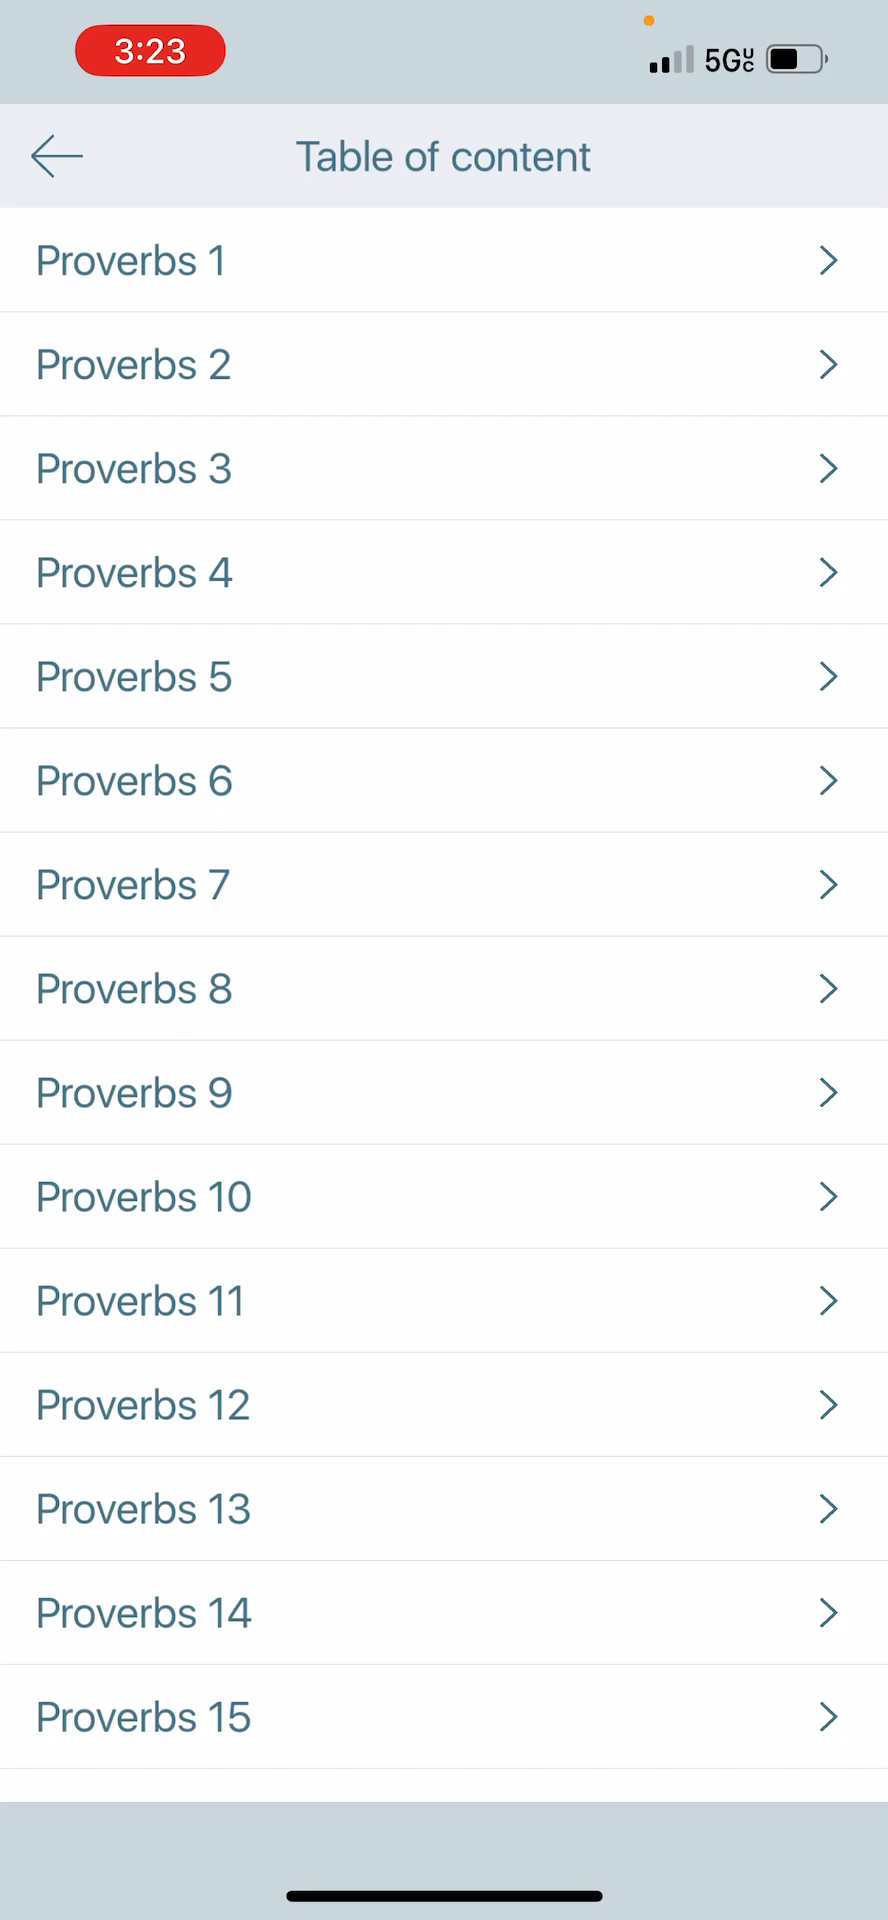 3:23
5GUC
Table of content
Proverbs 1
Proverbs 2
Proverbs 3
Proverbs 4
Proverbs 5
Proverbs 6
Proverbs 7
Proverbs 8
Proverbs 9
Proverbs 10
Proverbs 11
Proverbs 12
Proverbs 13
Proverbs 14
Proverbs 15